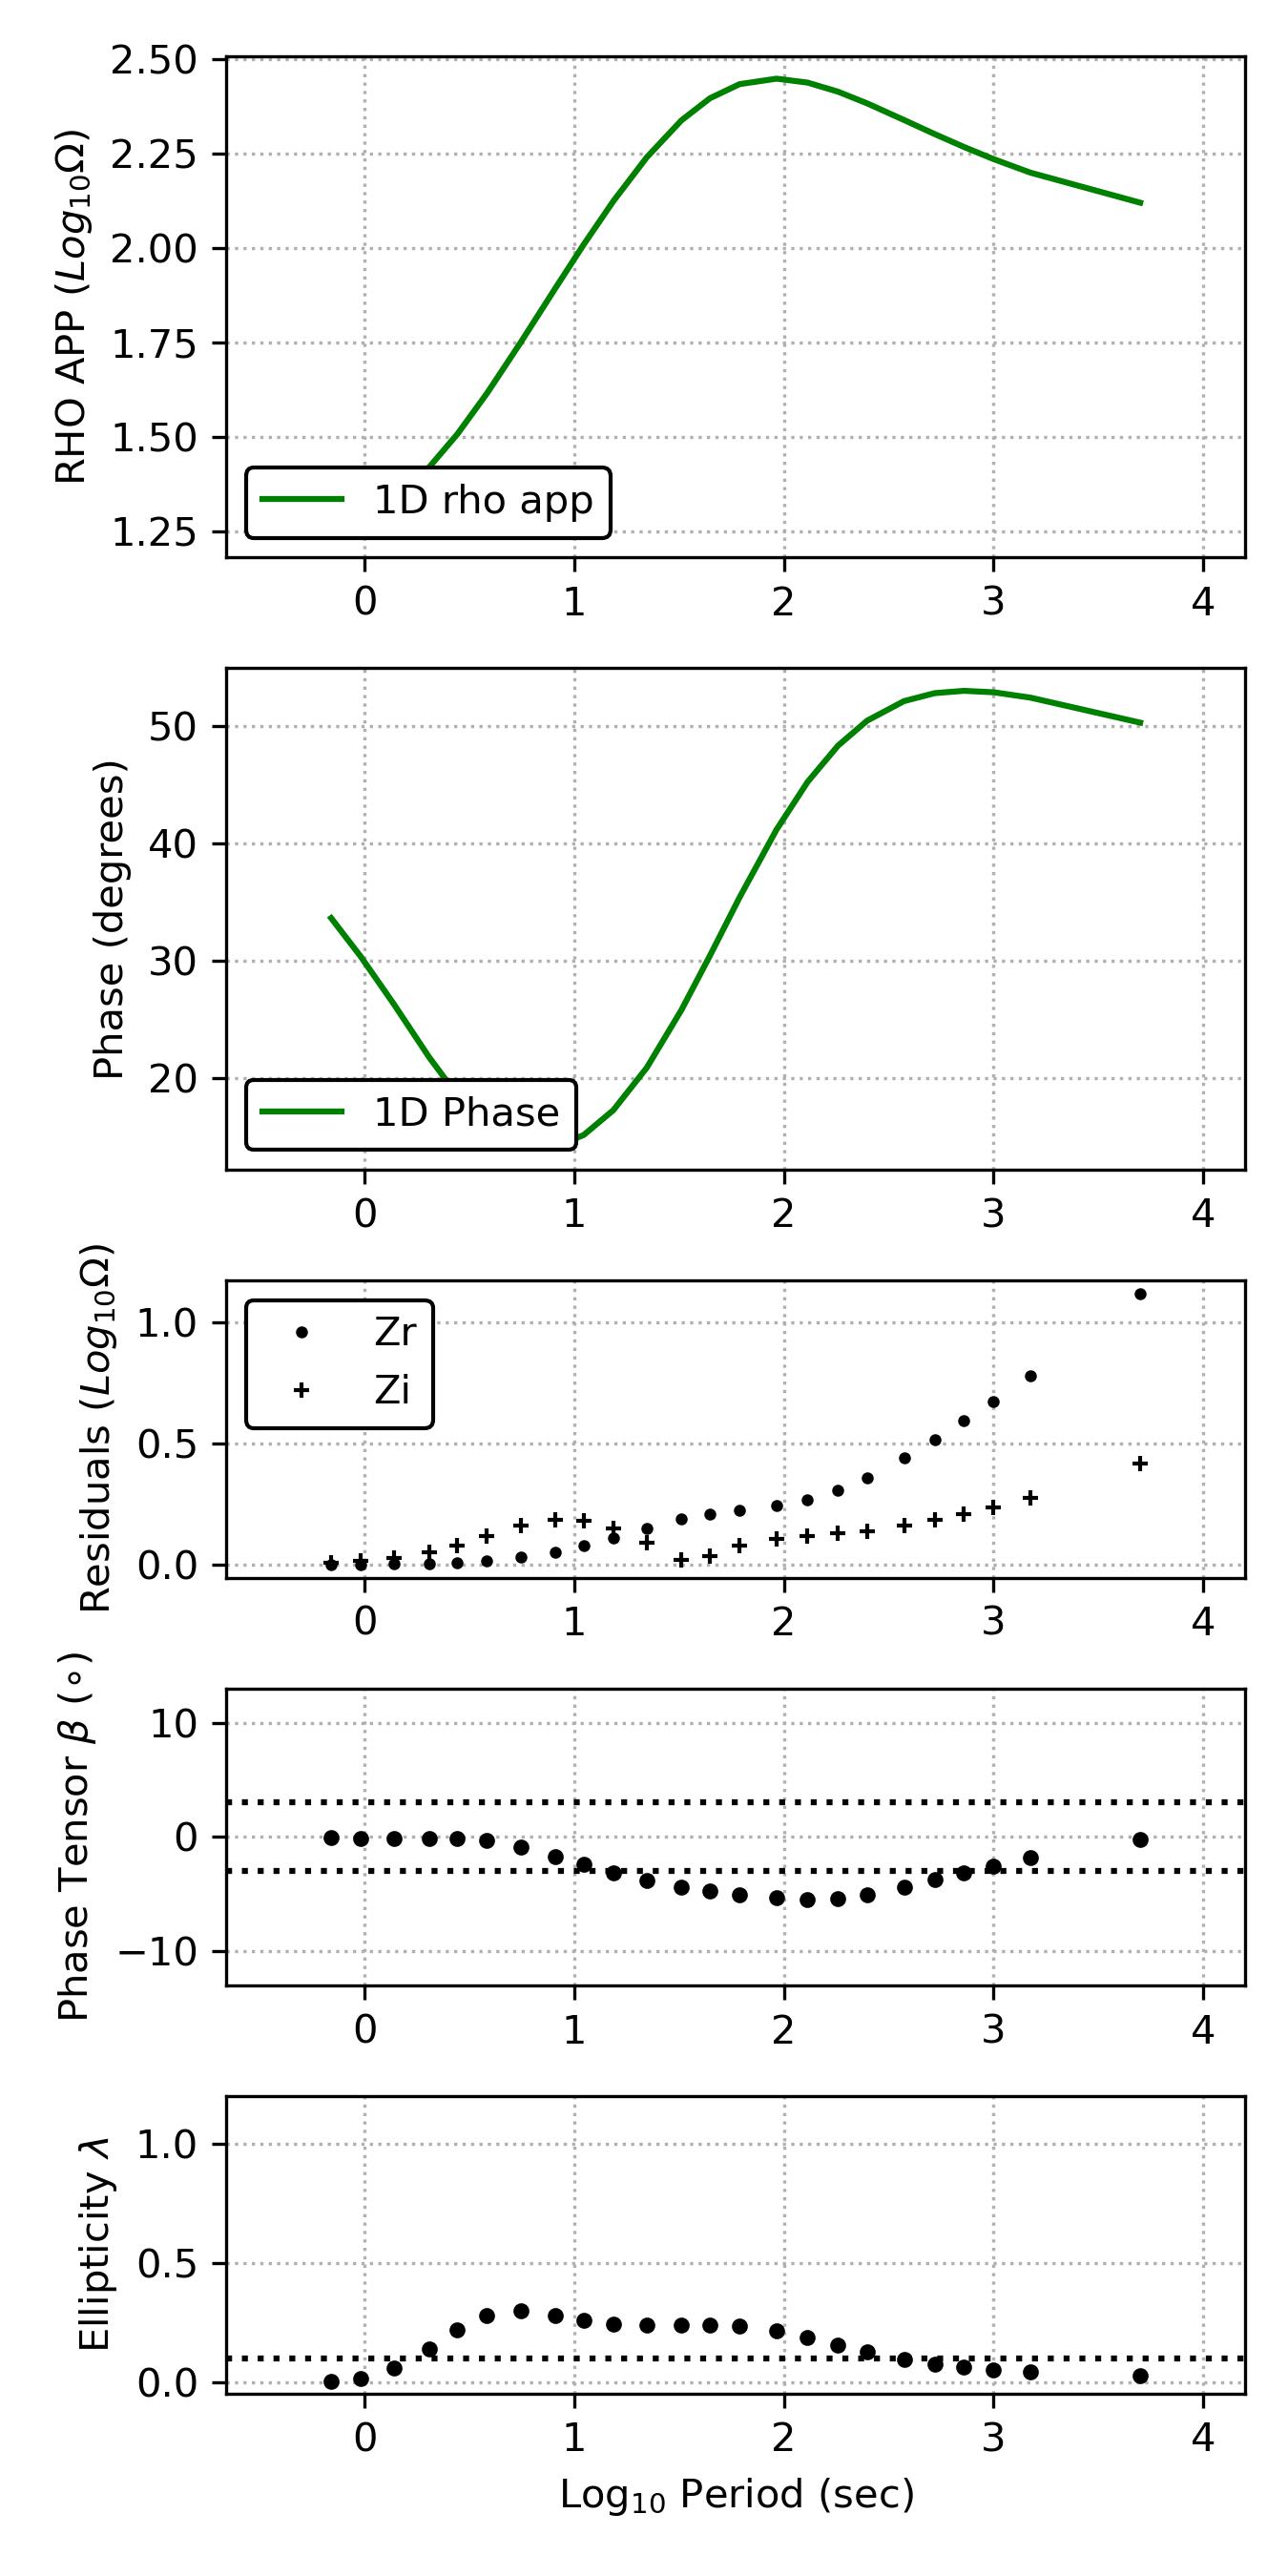 RHO APP (Log₁₀Ω)
2.50
2.25
2.00
1.75
1.50
1.25
1D rho app
0 1 2 3 4
Phase (degrees)
50
40
30
20
1D Phase
0 1 2 3 4
Residuals (Log₁₀Ω)
1.0
0.5
0.0
Zr
Zi
0 1 2 3 4
Phase Tensor β (∘)
10
0
−10
0 1 2 3 4
Ellipticity λ
1.0
0.5
0.0
0 1 2 3 4
Log₁₀ Period (sec)